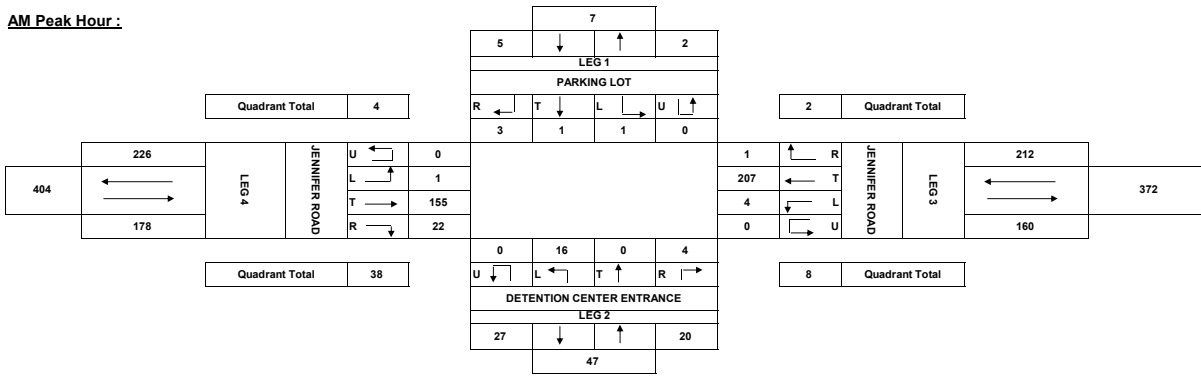 AM Peak Hour :
7
5 2
LEG 1
PARKING LOT
Quadrant Total 4
R T L U
2 Quadrant Total
3 1 1 0
226
U 0
1 R
212
404
LEG 4
JENNIFER ROAD
L 1
T 155
207 T
4 L
JENNIFER ROAD
LEG 3
372
178
R 22
0 U
160
0 16 0 4
Quadrant Total 38
U L T R
8 Quadrant Total
DETENTION CENTER ENTRANCE
LEG 2
27 20
47